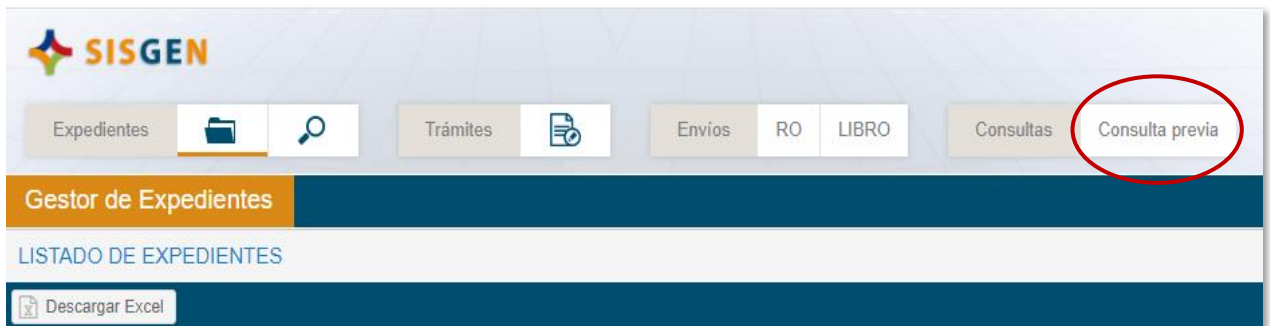 SISGEN
Expedientes Trámites Envíos RO LIBRO Consultas Consulta previa
Gestor de Expedientes
LISTADO DE EXPEDIENTES
Descargar Excel